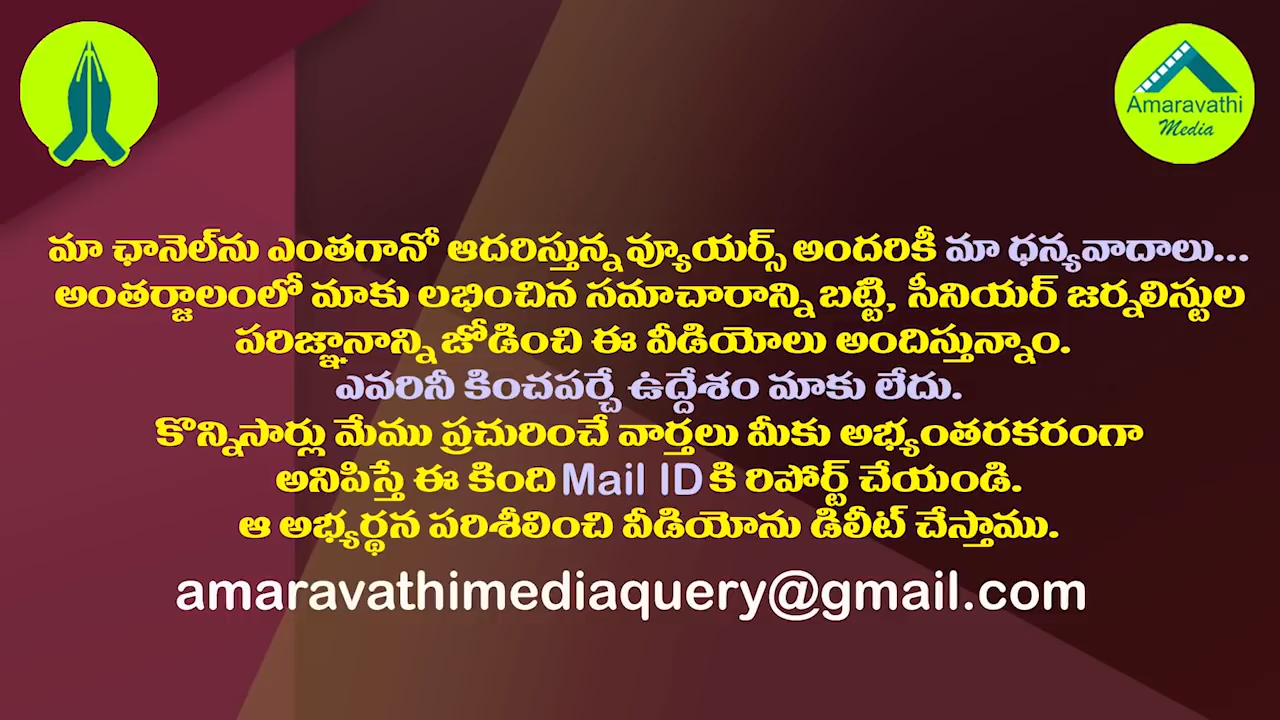 Amaravathi
Media
మా ఛానెల్‌ను ఎంతగానో ఆదరిస్తున్న వ్యూయర్స్ అందరికీ మా ధన్యవాదాలు...
అంతర్జాలంలో మాకు లభించిన సమాచారాన్ని బట్టి, సీనియర్ జర్నలిస్టుల
పరిజ్ఞానాన్ని జోడించి ఈ వీడియోలు అందిస్తున్నాం.
ఎవరినీ కించపర్చే ఉద్దేశం మాకు లేదు.
కొన్నిసార్లు మేము ప్రచురించే వార్తలు మీకు అభ్యంతరకరంగా
అనిపిస్తే ఈ కింది Mail ID కి రిపోర్ట్ చేయండి.
ఆ అభ్యర్థన పరిశీలించి వీడియోను డిలీట్ చేస్తాము.
amaravathimediaquery@gmail.com